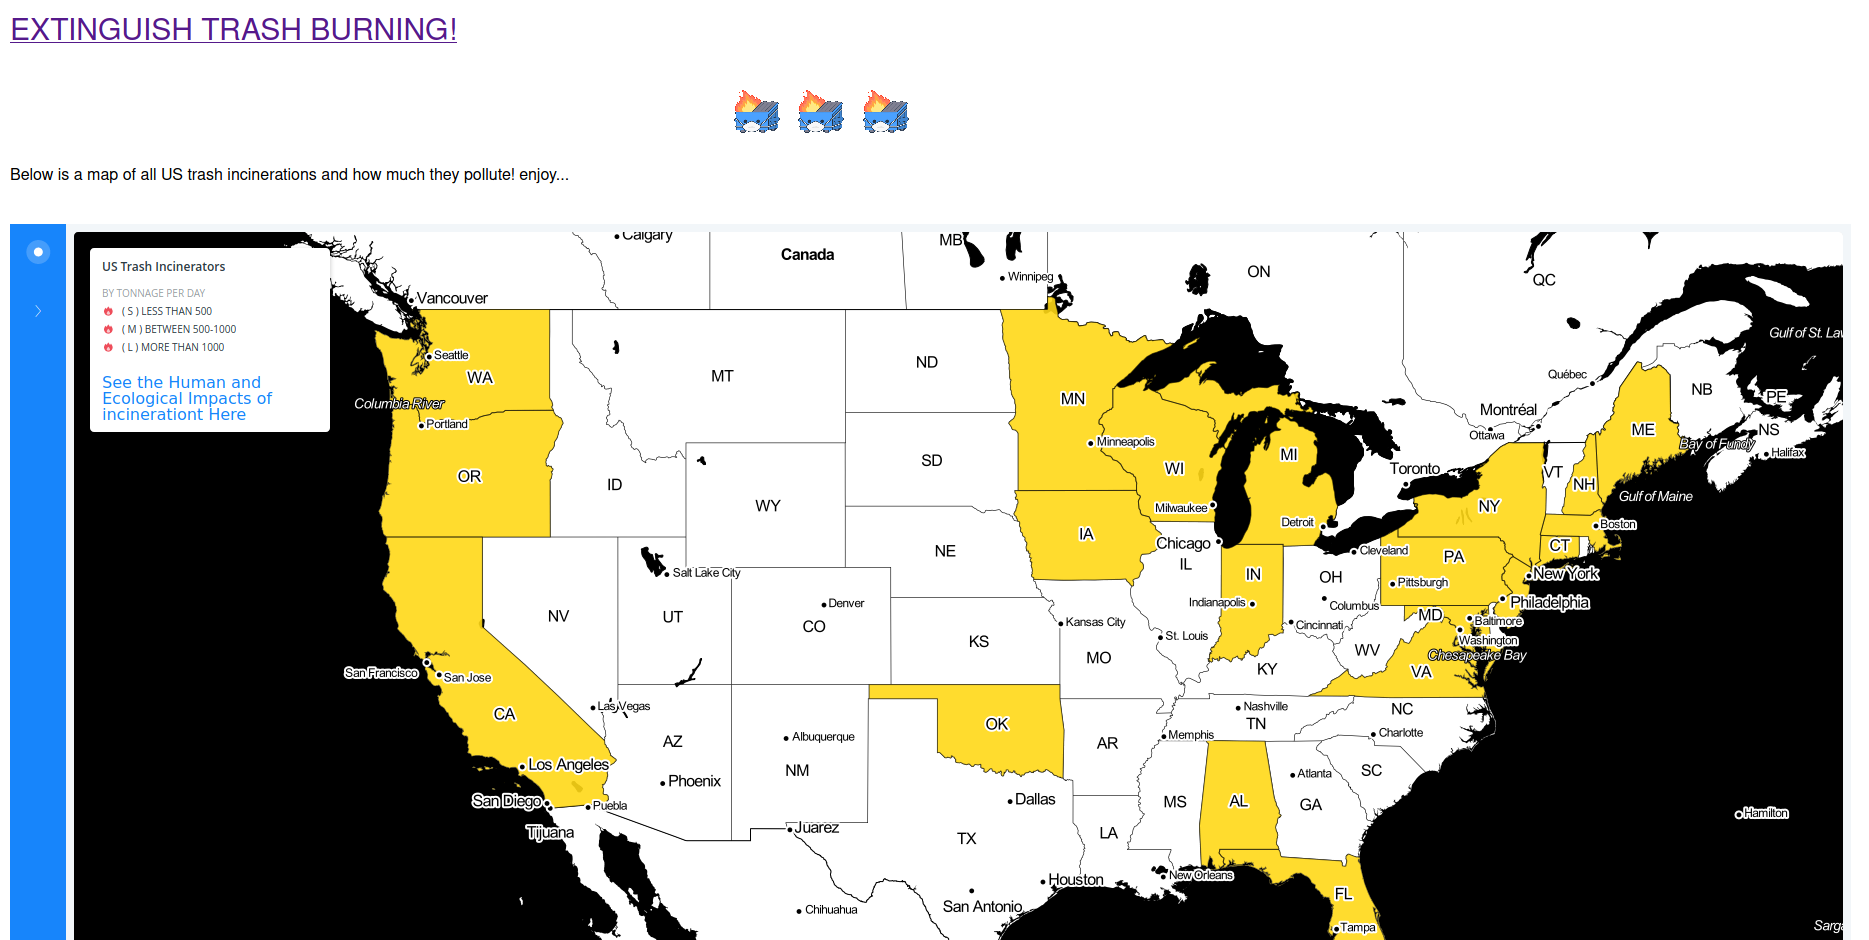 EXTINGUISH TRASH BURNING!
Below is a map of all US trash incinerations and how much they pollute! enjoy...
US Trash Incinerators
BY TONNAGE PER DAY
( S ) LESS THAN 500
( M ) BETWEEN 500-1000
( L ) MORE THAN 1000
See the Human and
Ecological Impacts of
incinerationt Here
Calgary
Canada
MB
Winnipeg
ON
QC
Vancouver
Gulf of St. Law
Seattle
WA
MT
ND
MN
Québec
NB
PE
Columbia River
Portland
Montréal
Ottawa
ME
NS
Bay of Fundy
Halifax
Minneapolis
SD
WI
MI
Toronto
VT
NH
Gulf of Maine
OR
ID
WY
Milwaukee
NY
Detroit
Boston
IA
Chicago
IL
NE
Cleveland
PA
CT
Salt Lake City
IN
OH
Pittsburgh
New York
Denver
CO
Indianapolis
Columbus
Philadelphia
NV
UT
Kansas City
Cincinnati
MD
Baltimore
Washington
KS
MO
St. Louis
WV
Chesapeake Bay
San Francisco
San Jose
KY
VA
CA
Las Vegas
Nashville
NC
OK
TN
Charlotte
AZ
Albuquerque
AR
Memphis
Los Angeles
NM
Phoenix
Atlanta
SC
San Diego
Puebla
Dallas
MS
AL
GA
Hamilton
Tijuana
Juarez
TX
LA
Houston
New Orleans
FL
San Antonio
Chihuahua
Tampa
Sarga